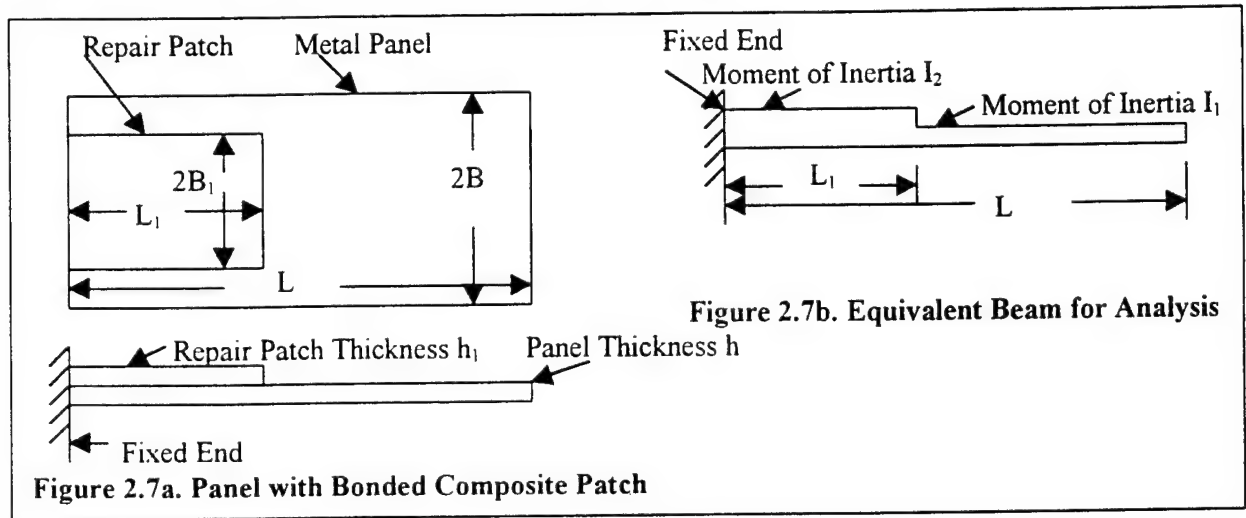 Repair Patch
Metal Panel
2B₁
2B
L₁
L
Repair Patch Thickness h₁
Panel Thickness h
Fixed End
Figure 2.7a. Panel with Bonded Composite Patch
Fixed End
Moment of Inertia I₂
Moment of Inertia I₁
L₁
L
Figure 2.7b. Equivalent Beam for Analysis